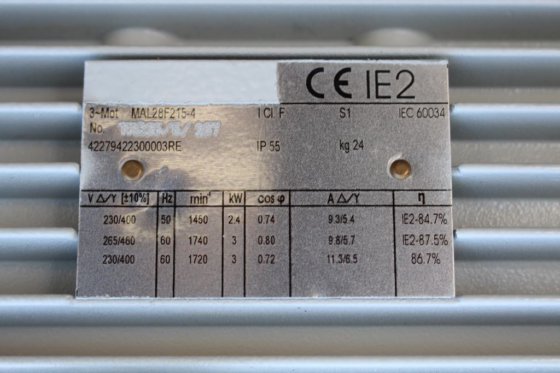 CE IE2
3~Mot MAL28F215-4 I Cl. F S1 IEC 60034
No.
42279422300003RE IP 55 kg 24
V △/Y [±10%] Hz min⁻¹ kW cos φ A △/Y η
230/400 50 1450 2.4 0.74 9.3/5.4 IE2-84.7%
265/460 60 1740 3 0.80 9.8/5.7 IE2-87.5%
230/400 60 1720 3 0.72 11.3/6.5 86.7%